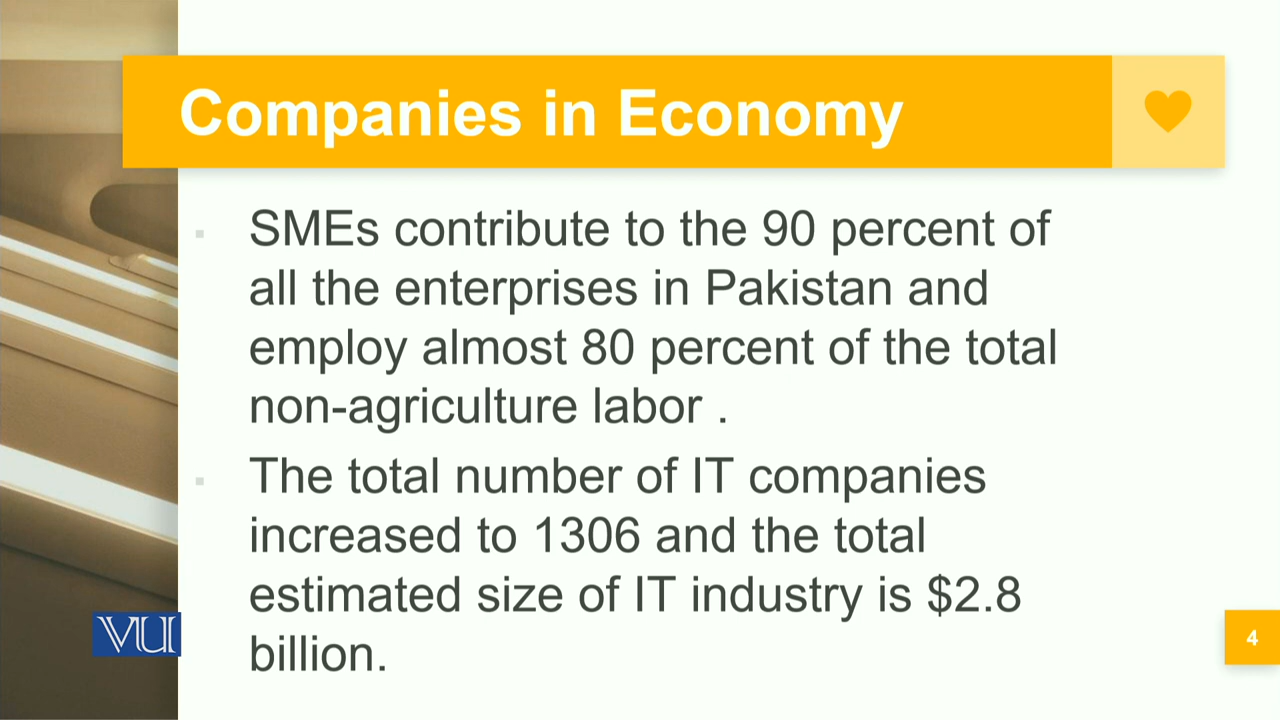 Companies in Economy
SMEs contribute to the 90 percent of
all the enterprises in Pakistan and
employ almost 80 percent of the total
non-agriculture labor .
The total number of IT companies
increased to 1306 and the total
estimated size of IT industry is $2.8
billion.
VU
4